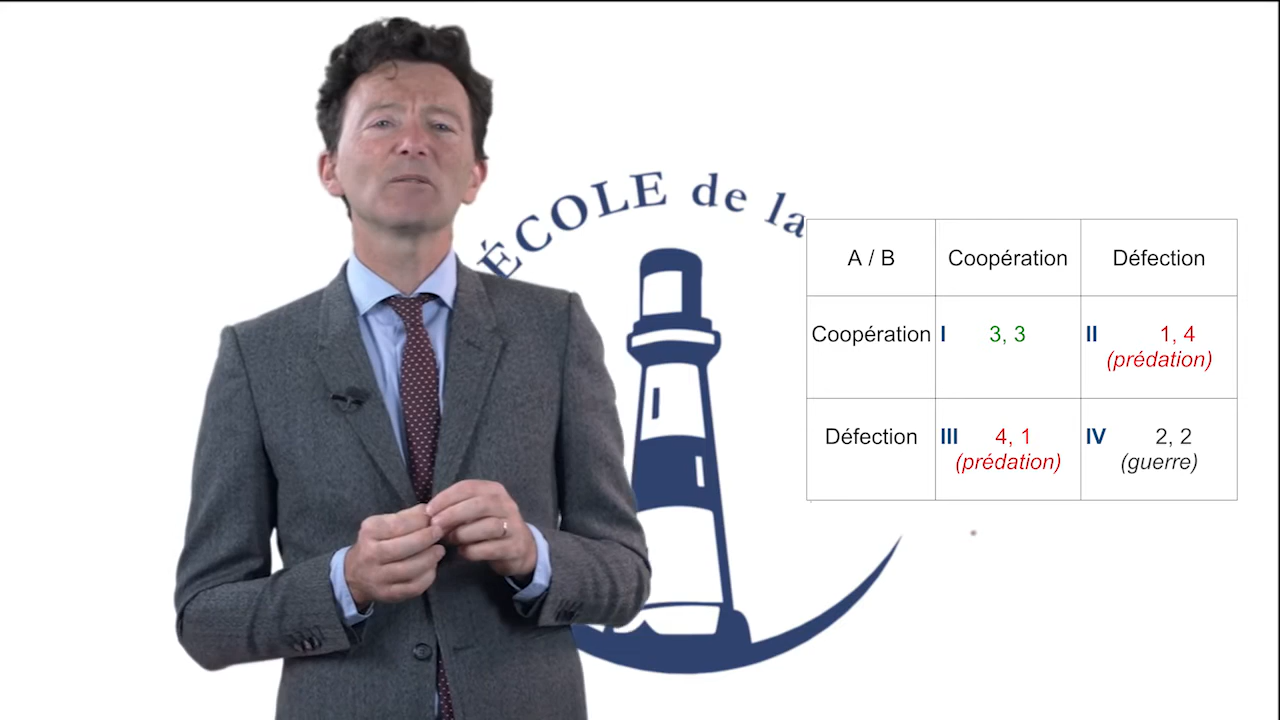 ÉCOLE de la
A / B Coopération Défection
Coopération I 3, 3 II 1, 4
(prédation)
Défection III 4, 1 IV 2, 2
(prédation) (guerre)